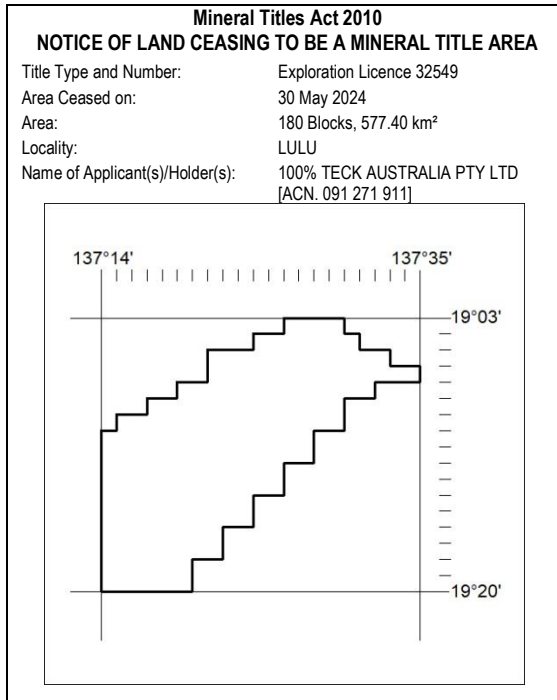 Mineral Titles Act 2010
NOTICE OF LAND CEASING TO BE A MINERAL TITLE AREA
Title Type and Number: Exploration Licence 32549
Area Ceased on: 30 May 2024
Area: 180 Blocks, 577.40 km²
Locality: LULU
Name of Applicant(s)/Holder(s): 100% TECK AUSTRALIA PTY LTD
[ACN. 091 271 911]
137°14' 137°35'
19°03'
19°20'